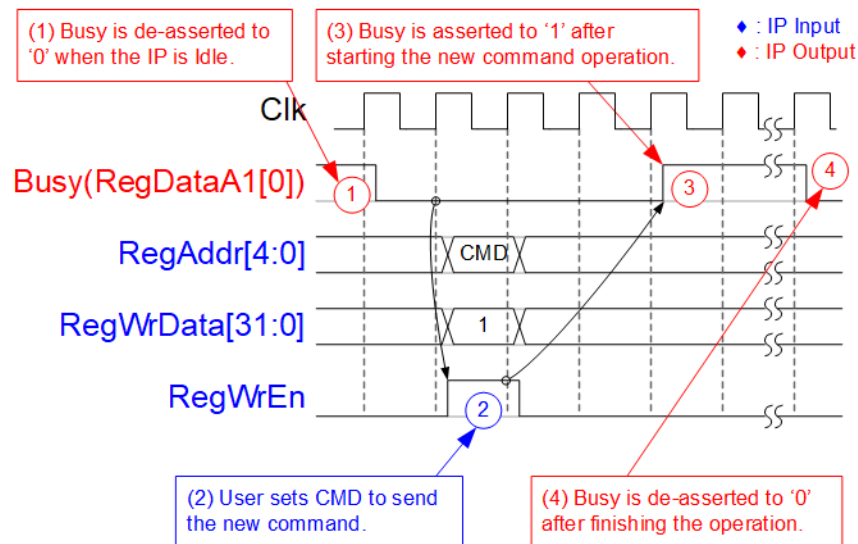 (1) Busy is de-asserted to
‘0’ when the IP is Idle.
(3) Busy is asserted to ‘1’ after
starting the new command operation.
♦ : IP Input
♦ : IP Output
Clk
Busy(RegDataA1[0])
1
3
4
RegAddr[4:0]
CMD
RegWrData[31:0]
1
RegWrEn
2
(2) User sets CMD to send
the new command.
(4) Busy is de-asserted to ‘0’
after finishing the operation.